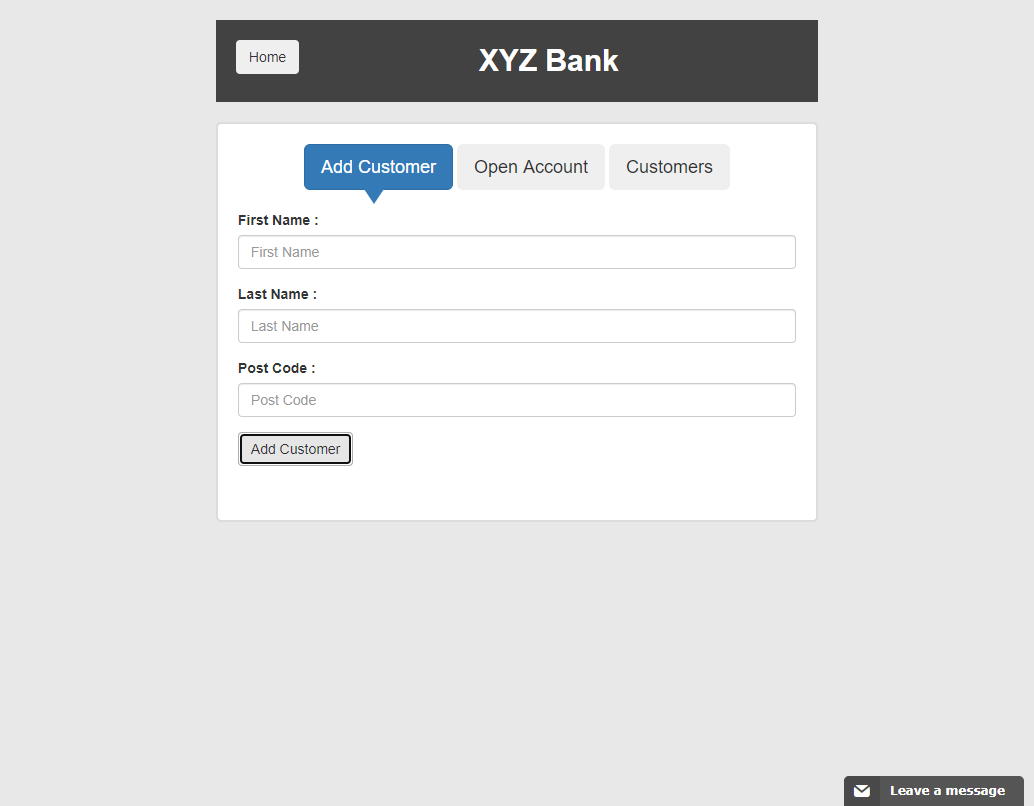 Home
XYZ Bank
Add Customer
Open Account
Customers
First Name :
First Name
Last Name :
Last Name
Post Code :
Post Code
Add Customer
Leave a message